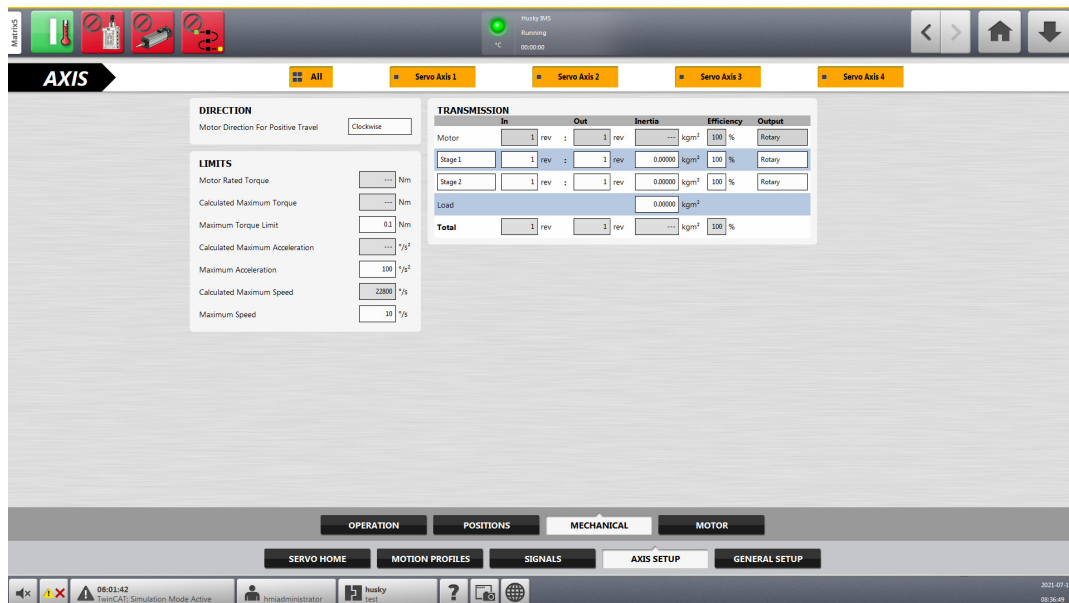 Matrix5
°C
Husky IMS
Running
00:00:00
AXIS
All
Servo Axis 1
Servo Axis 2
Servo Axis 3
Servo Axis 4
DIRECTION
Motor Direction For Positive Travel Clockwise
LIMITS
Motor Rated Torque --- Nm
Calculated Maximum Torque --- Nm
Maximum Torque Limit 0.1 Nm
Calculated Maximum Acceleration --- °/s²
Maximum Acceleration 100 °/s²
Calculated Maximum Speed 22800 °/s
Maximum Speed 10 °/s
TRANSMISSION
In Out Inertia Efficiency Output
Motor 1 rev : 1 rev --- kgm² 100 % Rotary
Stage 1 1 rev : 1 rev 0.00000 kgm² 100 % Rotary
Stage 2 1 rev : 1 rev 0.00000 kgm² 100 % Rotary
Load 0.00000 kgm²
Total 1 rev 1 rev --- kgm² 100 %
OPERATION POSITIONS MECHANICAL MOTOR
SERVO HOME MOTION PROFILES SIGNALS AXIS SETUP GENERAL SETUP
06:01:42
TwinCAT: Simulation Mode Active
hmiadministrator
husky
test
?
2021-07-1
08:36:49